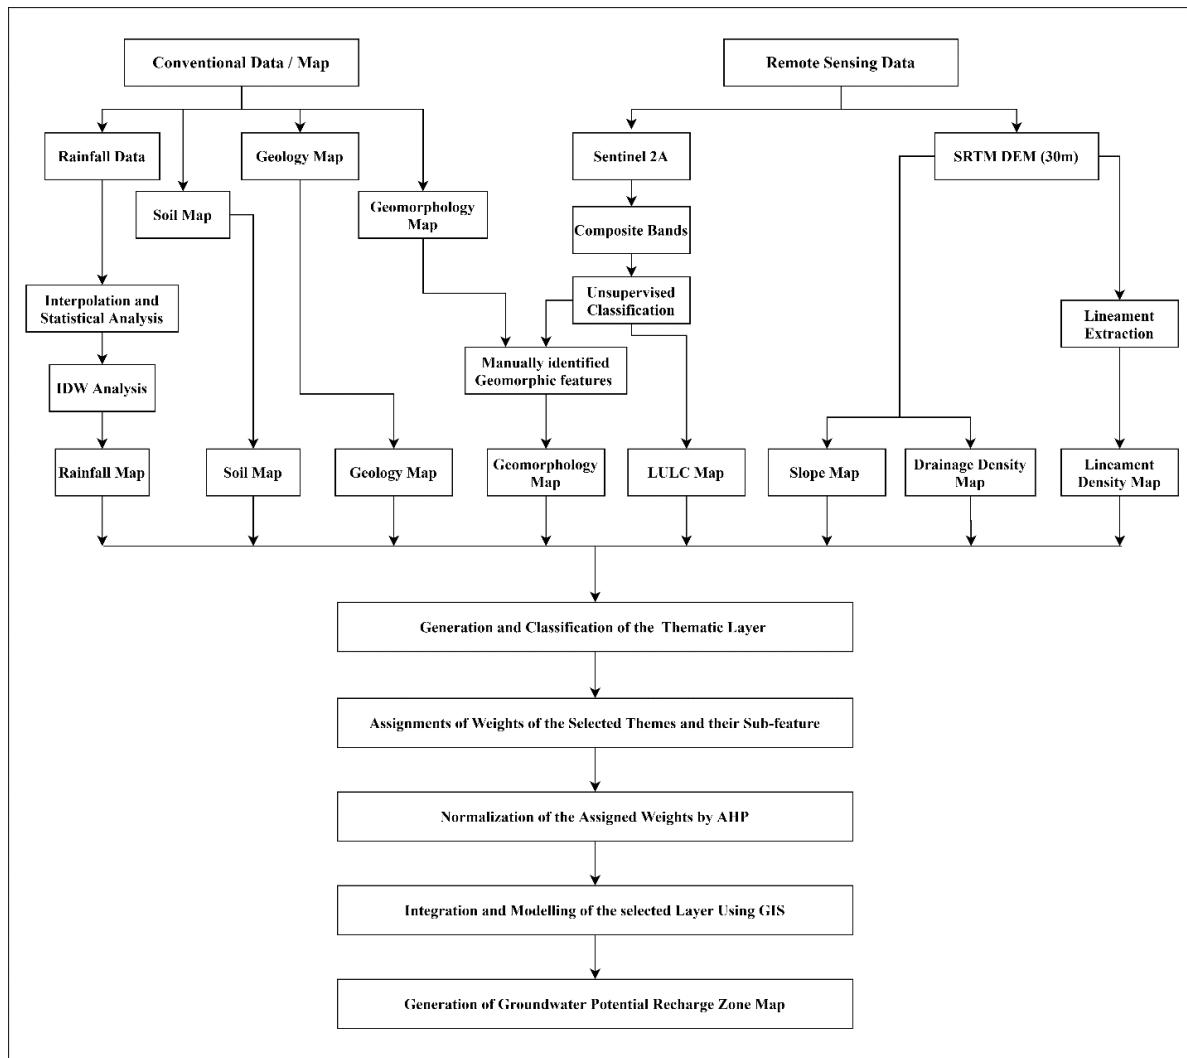 Conventional Data / Map
Remote Sensing Data
Rainfall Data
Geology Map
Sentinel 2A
SRTM DEM (30m)
Soil Map
Geomorphology
Map
Composite Bands
Interpolation and
Statistical Analysis
Unsupervised
Classification
Lineament
Extraction
Manually identified
Geomorphic features
IDW Analysis
Rainfall Map
Soil Map
Geology Map
Geomorphology
Map
LULC Map
Slope Map
Drainage Density
Map
Lineament
Density Map
Generation and Classification of the Thematic Layer
Assignments of Weights of the Selected Themes and their Sub-feature
Normalization of the Assigned Weights by AHP
Integration and Modelling of the selected Layer Using GIS
Generation of Groundwater Potential Recharge Zone Map